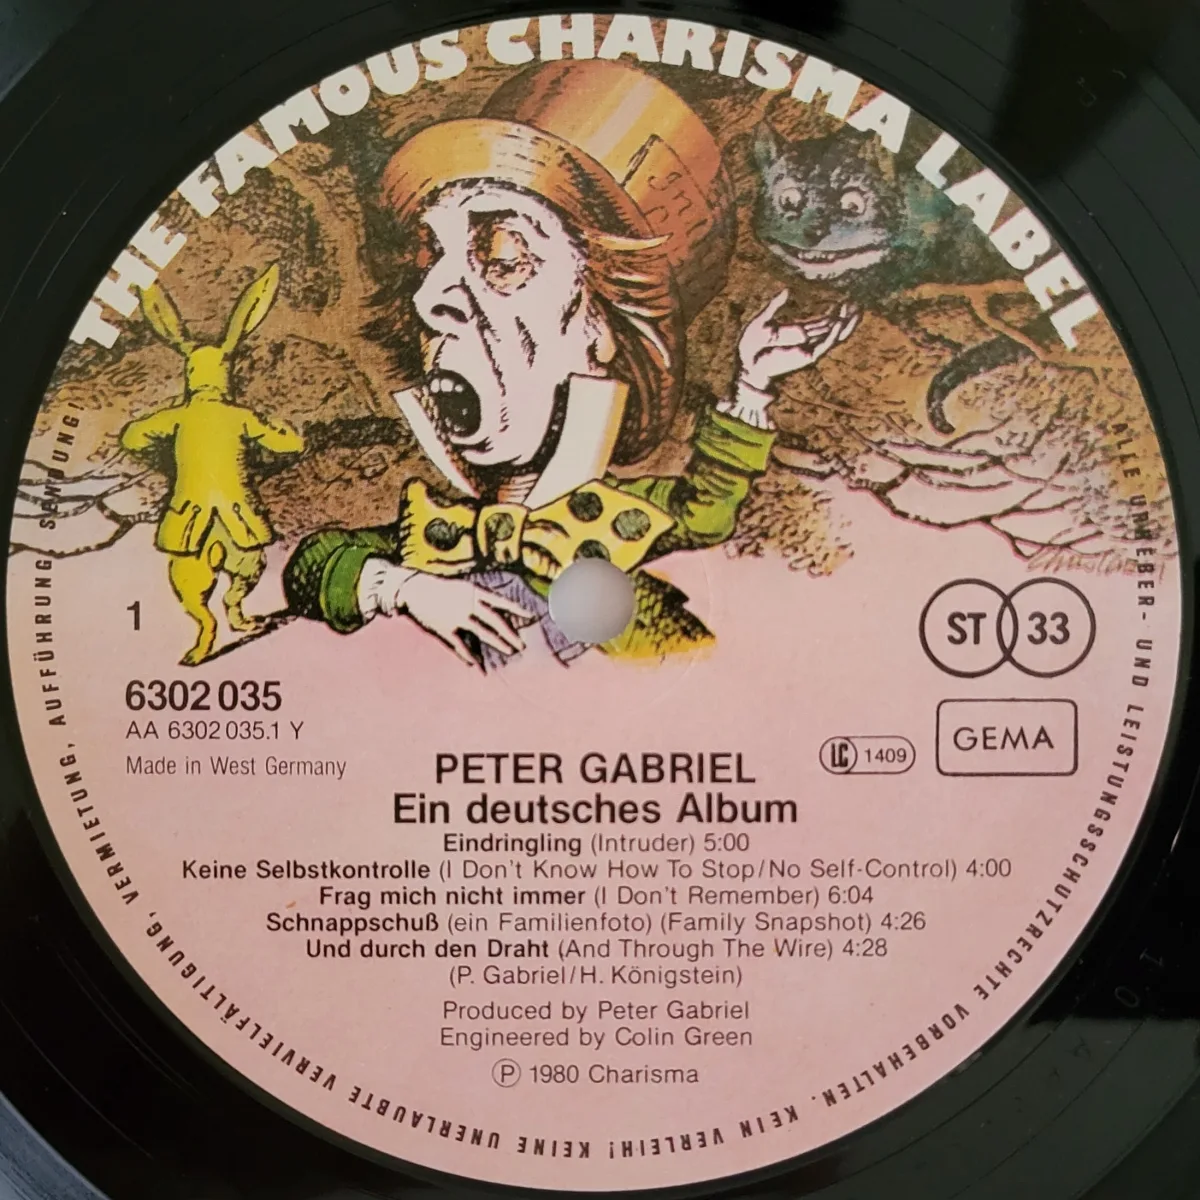 THE FAMOUS CHARISMA LABEL
In
1
ST 33
6302 035
AA 6302 035.1 Y
GEMA
Made in West Germany
LC 1409
PETER GABRIEL
Ein deutsches Album
Eindringling (Intruder) 5:00
Keine Selbstkontrolle (I Don't Know How To Stop/No Self-Control) 4:00
Frag mich nicht immer (I Don't Remember) 6:04
Schnappschuß (ein Familienfoto) (Family Snapshot) 4:26
Und durch den Draht (And Through The Wire) 4:28
(P. Gabriel/H. Königstein)
Produced by Peter Gabriel
Engineered by Colin Green
Ⓟ 1980 Charisma
ALLE URHEBER- UND LEISTUNGSSCHUTZRECHTE VORBEHALTEN. KEIN VERLEIH! KEINE UNERLAUBTE VERVIELFÄLTIGUNG, VERMIETUNG, AUFFÜHRUNG, SENDUNG!